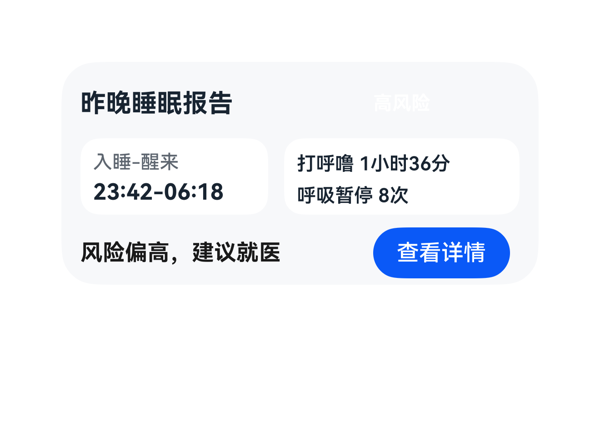 昨晚睡眠报告
高风险
入睡-醒来
23:42-06:18
打呼噜 1小时36分
呼吸暂停 8次
风险偏高，建议就医
查看详情